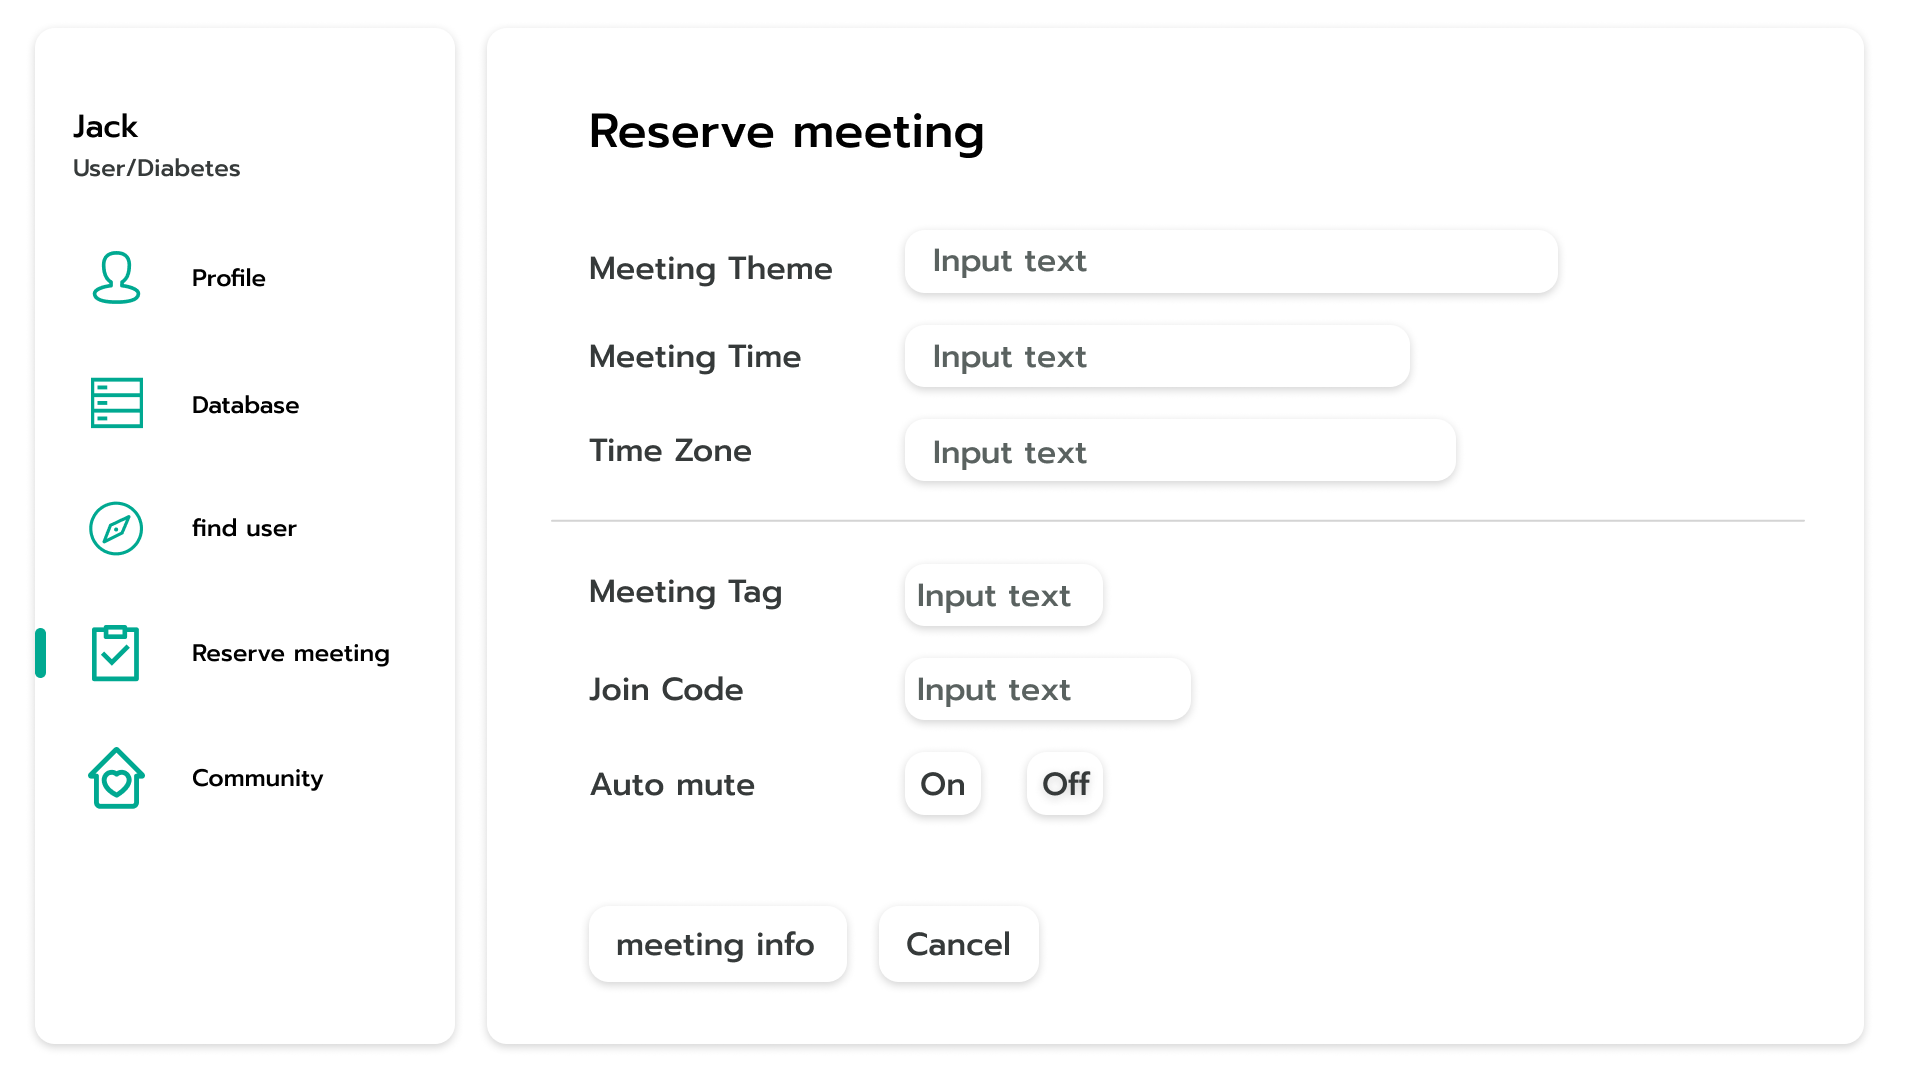 Jack
User/Diabetes
Profile
Database
find user
Reserve meeting
Community
Reserve meeting
Meeting Theme Input text
Meeting Time Input text
Time Zone Input text
Meeting Tag Input text
Join Code Input text
Auto mute On Off
meeting info Cancel